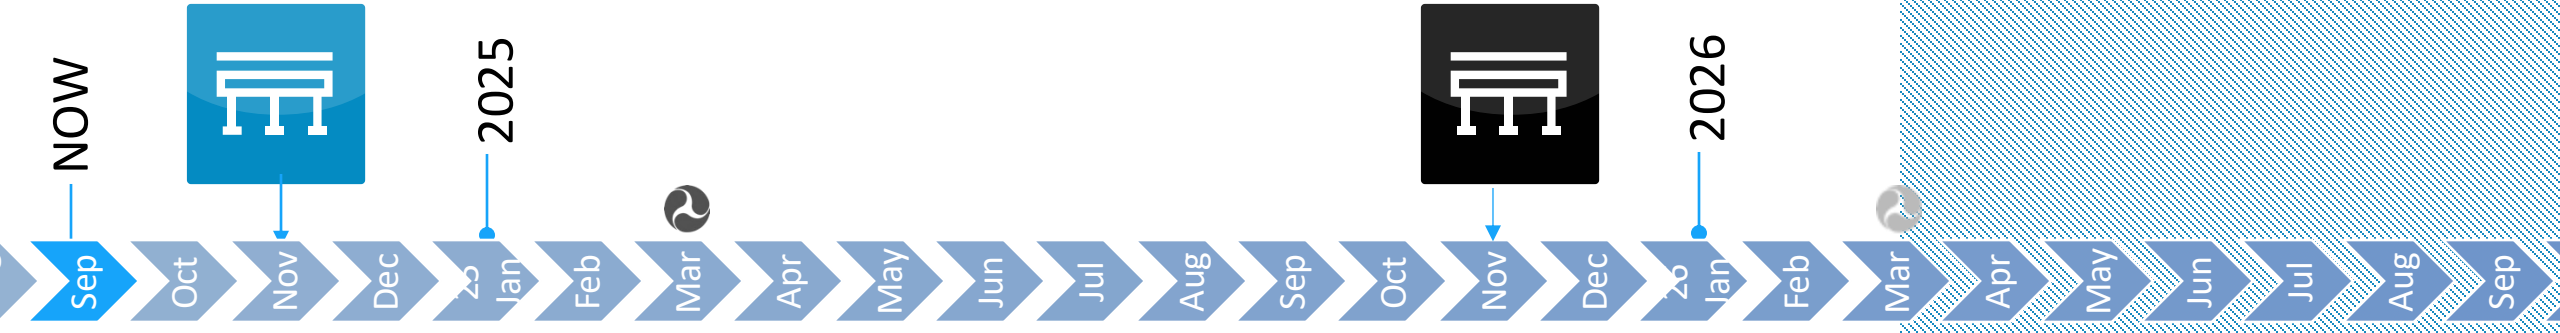 NOW
2025
2026
Sep
Oct
Nov
Dec
'25
Jan
Feb
Mar
Apr
May
Jun
Jul
Aug
Sep
Oct
Nov
Dec
'26
Jan
Feb
Mar
Apr
May
Jun
Jul
Aug
Sep